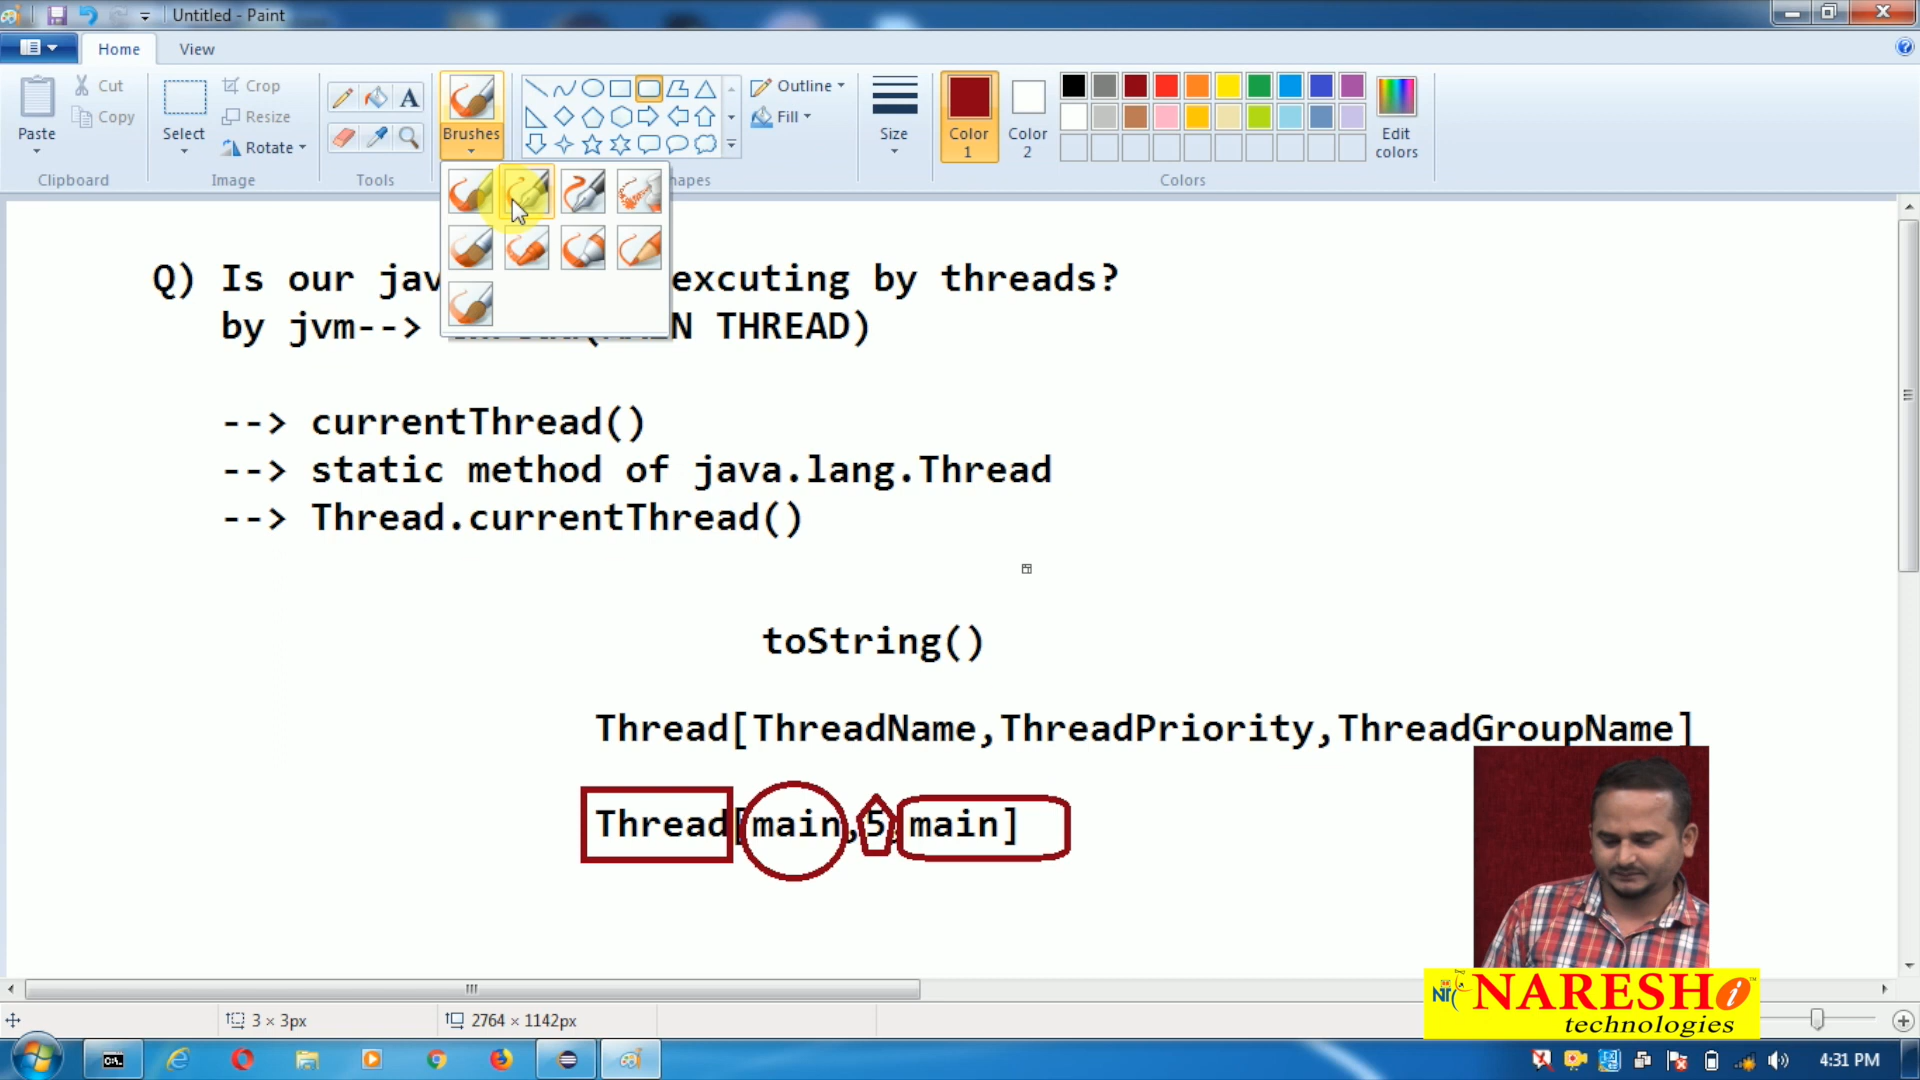 Untitled - Paint
Home
View
Paste
Cut
Copy
Clipboard
Select
Crop
Resize
Rotate
Image
A
Tools
Brushes
Outline
Fill
Size
Color 1
Color 2
Edit colors
Colors
Q) Is our excuting by threads?
by jvm--> THREAD)
--> currentThread()
--> static method of java.lang.Thread
--> Thread.currentThread()
toString()
Thread[ThreadName,ThreadPriority,ThreadGroupName]
Thread[main,5 main]
NARESH i
technologies
3 × 3px
2764 × 1142px
4:31 PM